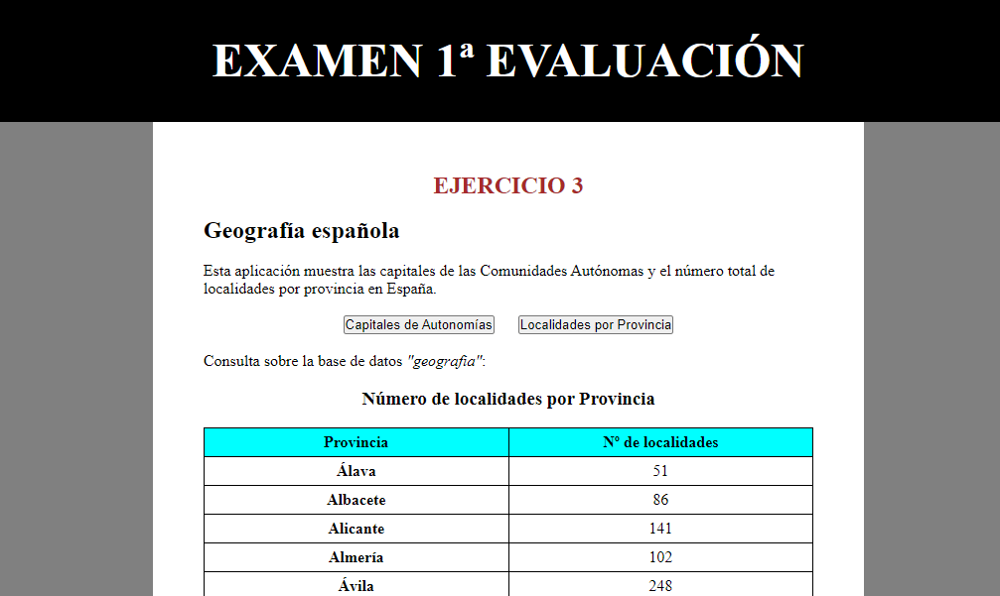 EXAMEN 1ª EVALUACIÓN
EJERCICIO 3
Geografía española
Esta aplicación muestra las capitales de las Comunidades Autónomas y el número total de
localidades por provincia en España.
Capitales de Autonomías Localidades por Provincia
Consulta sobre la base de datos "geografia":
Número de localidades por Provincia
Provincia Nº de localidades
Álava 51
Albacete 86
Alicante 141
Almería 102
Ávila 248